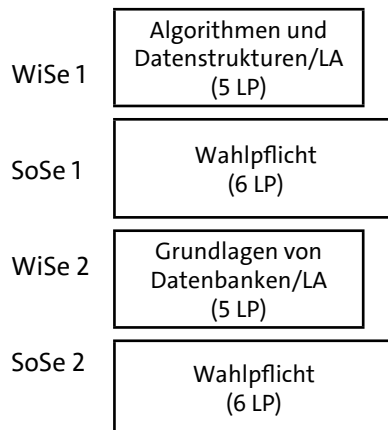 WiSe 1
Algorithmen und
Datenstrukturen/LA
(5 LP)
SoSe 1
Wahlpflicht
(6 LP)
WiSe 2
Grundlagen von
Datenbanken/LA
(5 LP)
SoSe 2
Wahlpflicht
(6 LP)